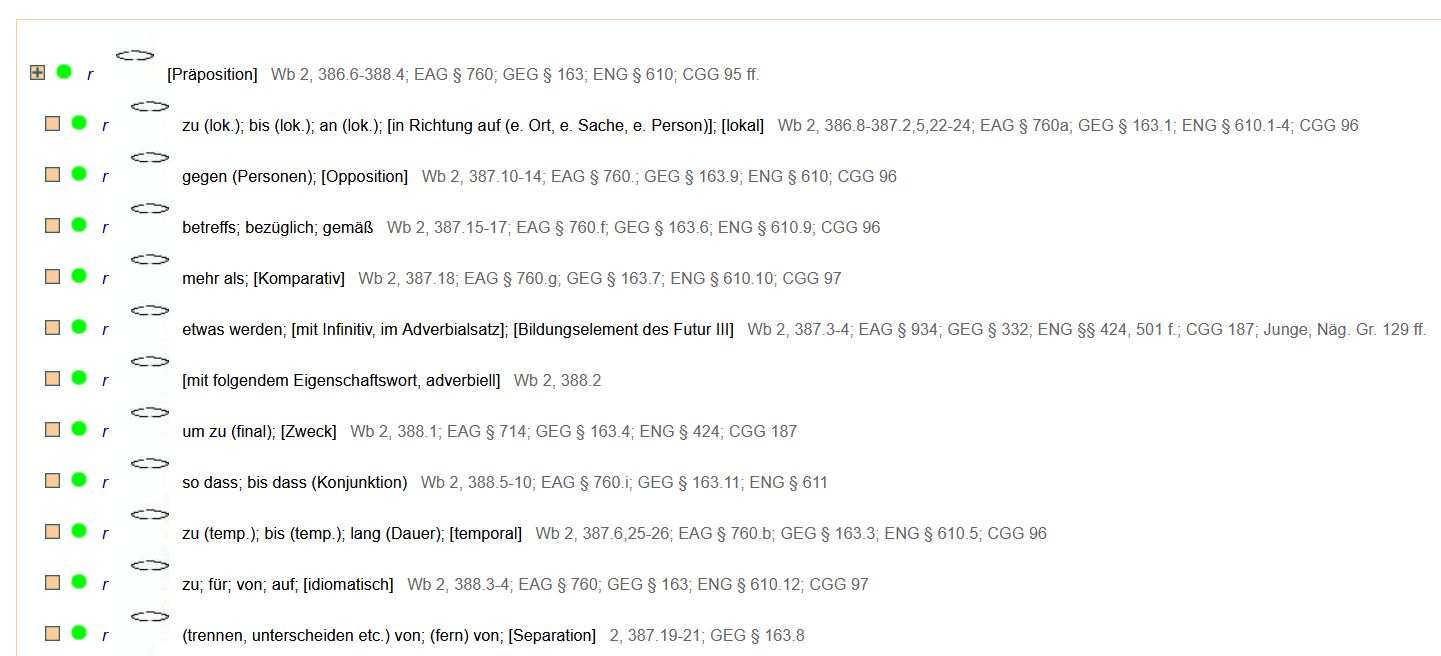 r [Präposition] Wb 2, 386.6-388.4; EAG § 760; GEG § 163; ENG § 610; CGG 95 ff.
r zu (lok.); bis (lok.); an (lok.); [in Richtung auf (e. Ort, e. Sache, e. Person)]; [lokal] Wb 2, 386.8-387.2,5,22-24; EAG § 760a; GEG § 163.1; ENG § 610.1-4; CGG 96
r gegen (Personen); [Opposition] Wb 2, 387.10-14; EAG § 760.; GEG § 163.9; ENG § 610; CGG 96
r betreffs; bezüglich; gemäß Wb 2, 387.15-17; EAG § 760.f; GEG § 163.6; ENG § 610.9; CGG 96
r mehr als; [Komparativ] Wb 2, 387.18; EAG § 760.g; GEG § 163.7; ENG § 610.10; CGG 97
r etwas werden; [mit Infinitiv, im Adverbialsatz]; [Bildungselement des Futur III] Wb 2, 387.3-4; EAG § 934; GEG § 332; ENG §§ 424, 501 f.; CGG 187; Junge, Näg. Gr. 129 ff.
r [mit folgendem Eigenschaftswort, adverbiell] Wb 2, 388.2
r um zu (final); [Zweck] Wb 2, 388.1; EAG § 714; GEG § 163.4; ENG § 424; CGG 187
r so dass; bis dass (Konjunktion) Wb 2, 388.5-10; EAG § 760.i; GEG § 163.11; ENG § 611
r zu (temp.); bis (temp.); lang (Dauer); [temporal] Wb 2, 387.6,25-26; EAG § 760.b; GEG § 163.3; ENG § 610.5; CGG 96
r zu; für; von; auf; [idiomatisch] Wb 2, 388.3-4; EAG § 760; GEG § 163; ENG § 610.12; CGG 97
r (trennen, unterscheiden etc.) von; (fern) von; [Separation] 2, 387.19-21; GEG § 163.8